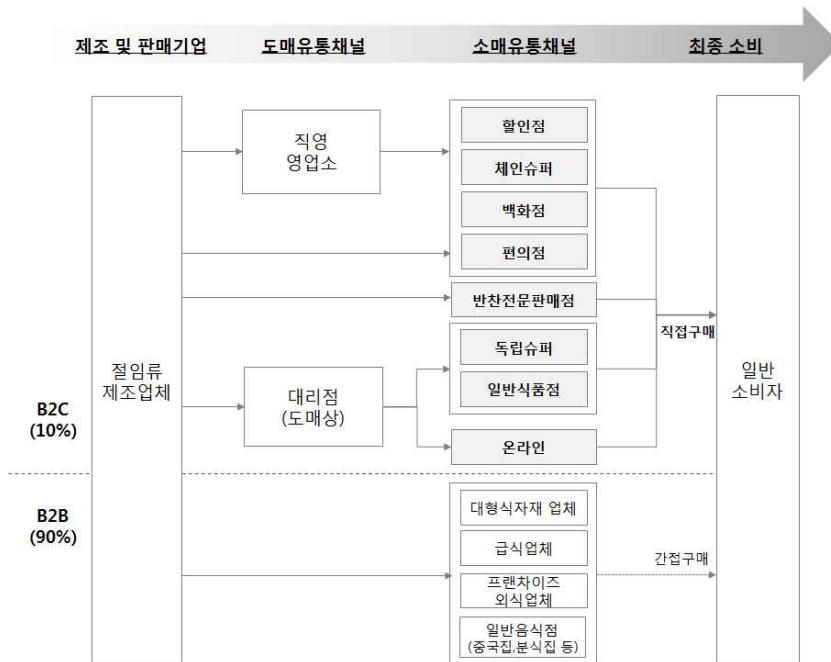 제조 및 판매기업
도매유통채널
소매유통채널
최종 소비
직영
영업소
할인점
체인슈퍼
백화점
편의점
반찬전문판매점
직접구매
독립슈퍼
일반식품점
절임류
제조업체
대리점
(도매상)
일반
소비자
B2C
(10%)
온라인
B2B
(90%)
대형식자재 업체
급식업체
간접구매
프랜차이즈
외식업체
일반음식점
(중국집,분식집 등)